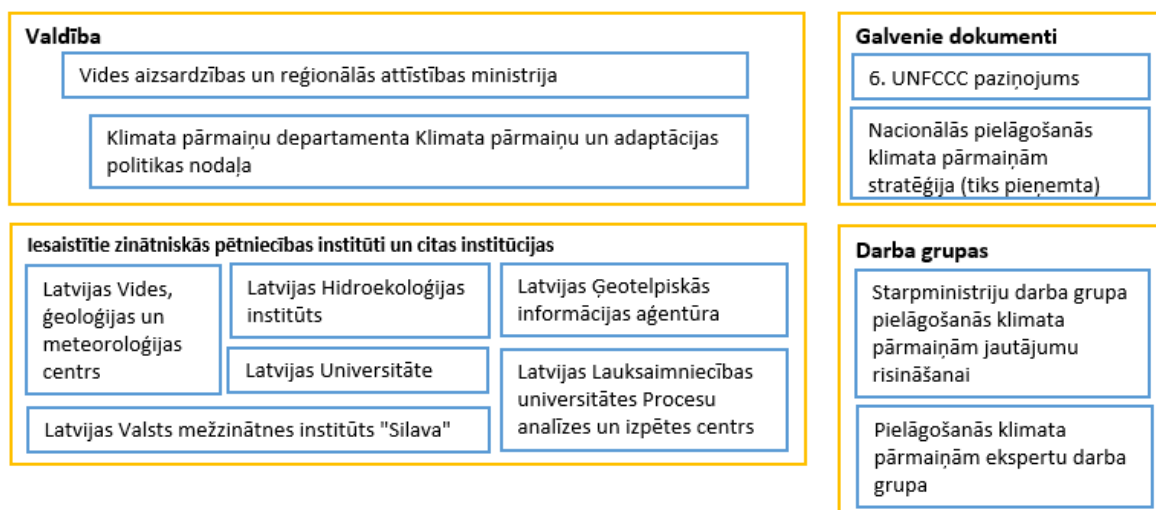 Valdība
Vides aizsardzības un reģionālās attīstības ministrija
Klimata pārmaiņu departamenta Klimata pārmaiņu un adaptācijas
politikas nodaļa
Galvenie dokumenti
6. UNFCCC paziņojums
Nacionālās pielāgošanās
klimata pārmaiņām
stratēģija (tiks pieņemta)
Iesaistītie zinātniskās pētniecības institūti un citas institūcijas
Latvijas Vides,
ģeoloģijas un
meteoroloģijas
centrs
Latvijas Hidroekoloģijas
institūts
Latvijas Ģeotelpiskās
informācijas aģentūra
Latvijas Universitāte
Latvijas Lauksaimniecības
universitātes Procesu
analīzes un izpētes centrs
Latvijas Valsts mežzinātnes institūts "Silava"
Darba grupas
Starpministriju darba grupa
pielāgošanās klimata
pārmaiņām jautājumu
risināšanai
Pielāgošanās klimata
pārmaiņām ekspertu darba
grupa